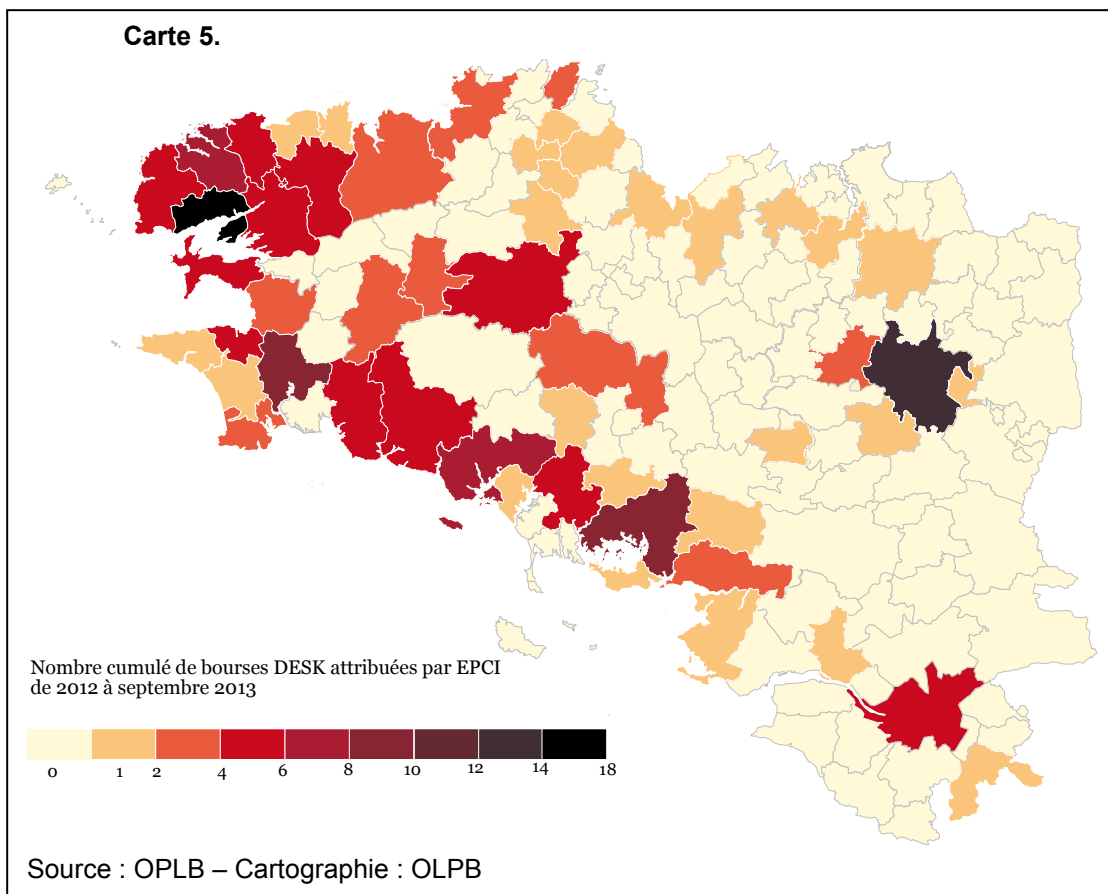 Carte 5.
Nombre cumulé de bourses DESK attribuées par EPCI
de 2012 à septembre 2013
0 1 2 4 6 8 10 12 14 18
Source : OPLB – Cartographie : OLPB